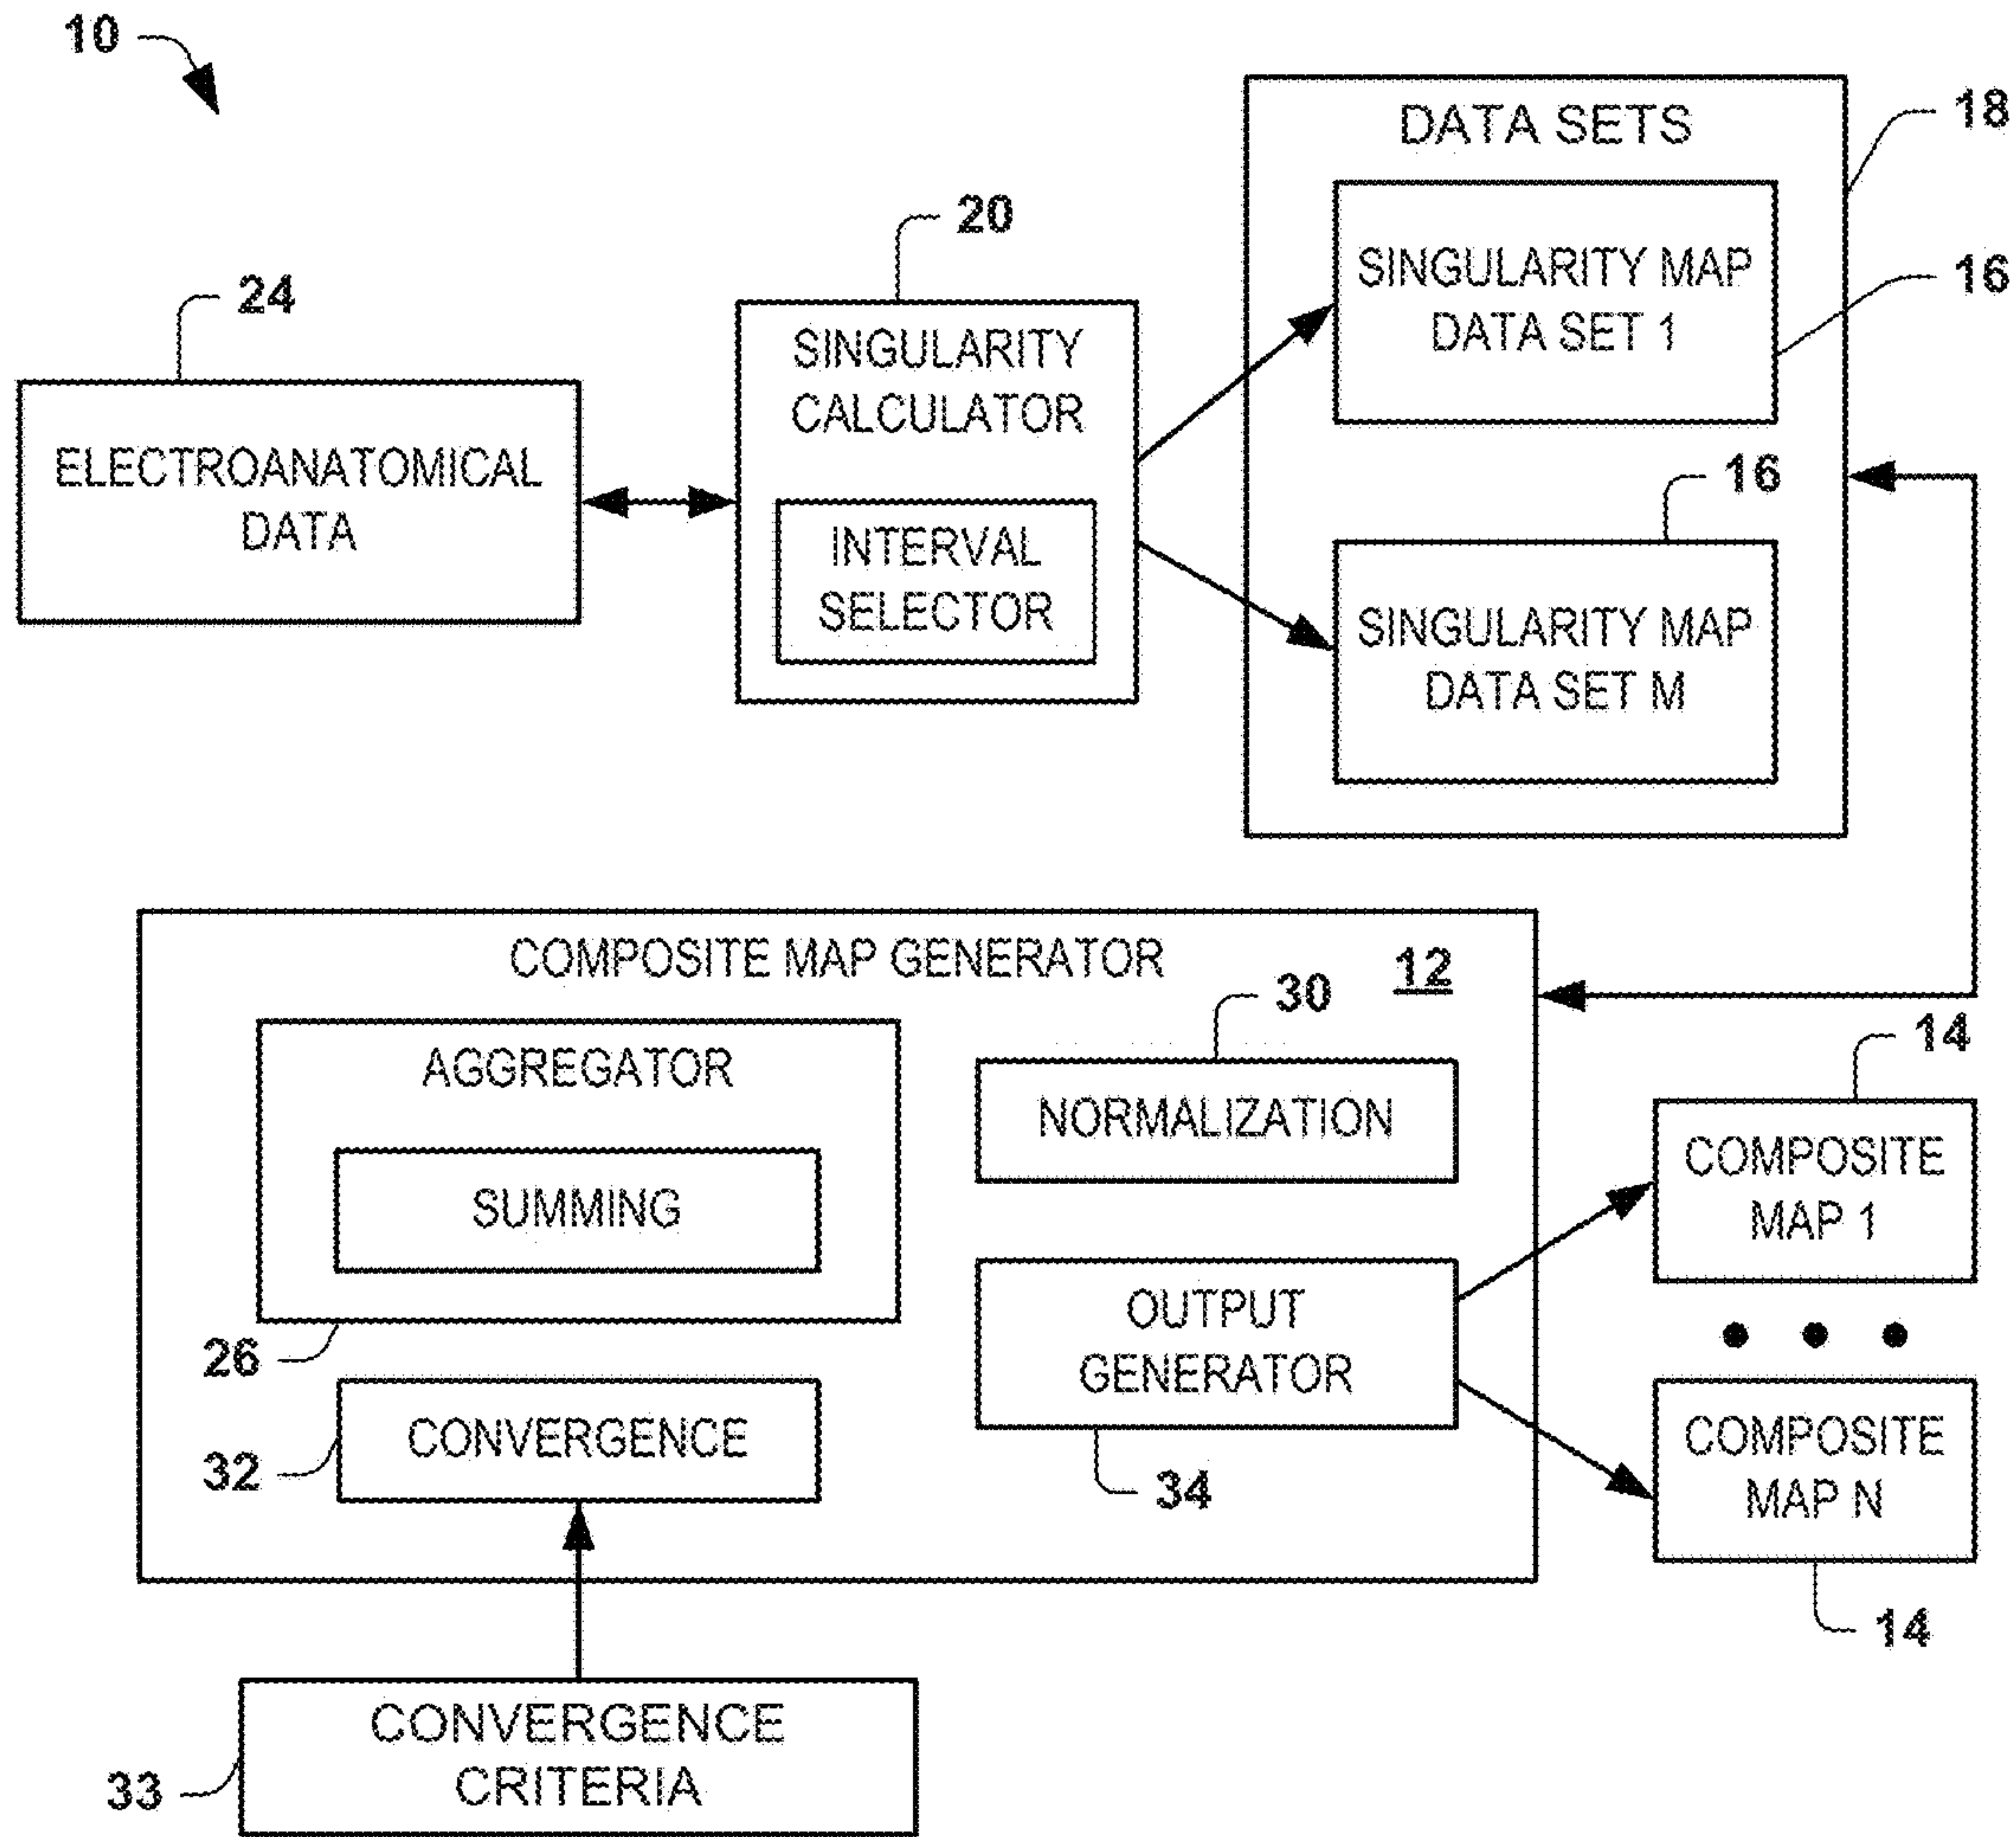 10
DATA SETS
18
SINGULARITY MAP
DATA SET 1
16
20
SINGULARITY
CALCULATOR
INTERVAL
SELECTOR
24
ELECTROANATOMICAL
DATA
16
SINGULARITY MAP
DATA SET M
COMPOSITE MAP GENERATOR
12
AGGREGATOR
SUMMING
26
30
NORMALIZATION
14
COMPOSITE
MAP 1
OUTPUT
GENERATOR
34
32
CONVERGENCE
COMPOSITE
MAP N
14
33
CONVERGENCE
CRITERIA